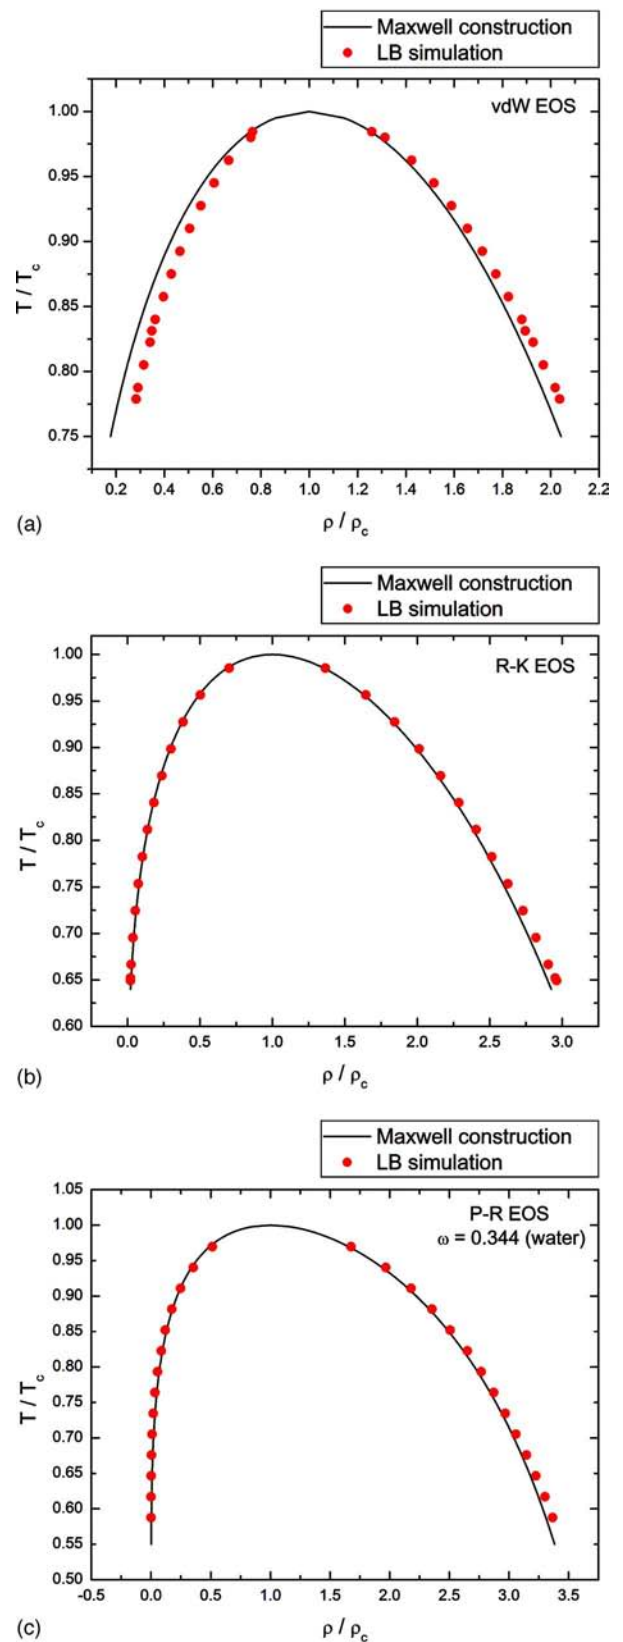 Maxwell construction
LB simulation
vdW EOS
1.00
0.95
0.90
0.85
0.80
0.75
T / Tc
0.2 0.4 0.6 0.8 1.0 1.2 1.4 1.6 1.8 2.0 2.2
ρ / ρc
(a)
Maxwell construction
LB simulation
R-K EOS
1.00
0.95
0.90
0.85
0.80
0.75
0.70
0.65
0.60
T / Tc
0.0 0.5 1.0 1.5 2.0 2.5 3.0
ρ / ρc
(b)
Maxwell construction
LB simulation
P-R EOS
ω = 0.344 (water)
1.05
1.00
0.95
0.90
0.85
0.80
0.75
0.70
0.65
0.60
0.55
0.50
T / Tc
-0.5 0.0 0.5 1.0 1.5 2.0 2.5 3.0 3.5
ρ / ρc
(c)